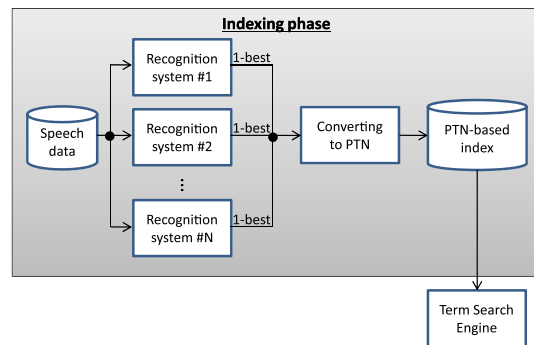 Indexing phase
Recognition
system #1
1-best
Speech
data
Recognition
system #2
1-best
Converting
to PTN
PTN-based
index
...
Recognition
system #N
1-best
Term Search
Engine